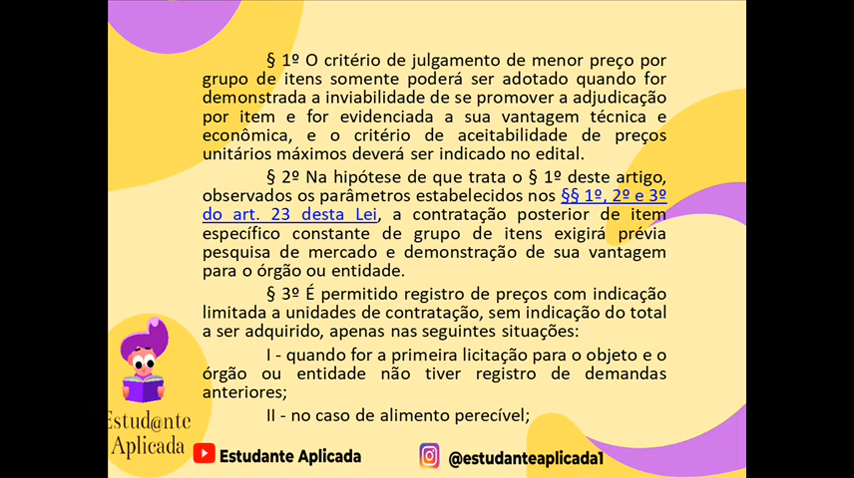 § 1º O critério de julgamento de menor preço por
grupo de itens somente poderá ser adotado quando for
demonstrada a inviabilidade de se promover a adjudicação
por item e for evidenciada a sua vantagem técnica e
econômica, e o critério de aceitabilidade de preços
unitários máximos deverá ser indicado no edital.
§ 2º Na hipótese de que trata o § 1º deste artigo,
observados os parâmetros estabelecidos nos §§ 1º, 2º e 3º
do art. 23 desta Lei, a contratação posterior de item
específico constante de grupo de itens exigirá prévia
pesquisa de mercado e demonstração de sua vantagem
para o órgão ou entidade.
§ 3º É permitido registro de preços com indicação
limitada a unidades de contratação, sem indicação do total
a ser adquirido, apenas nas seguintes situações:
I - quando for a primeira licitação para o objeto e o
órgão ou entidade não tiver registro de demandas
anteriores;
II - no caso de alimento perecível;
Estud@nte
Aplicada
Estudante Aplicada
@estudanteaplicada1